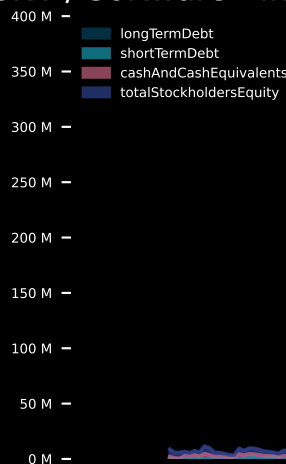 400 M
longTermDebt
shortTermDebt
350 M
cashAndCashEquivalents
totalStockholdersEquity
300 M
250 M
200 M
150 M
100 M
50 M
0 M